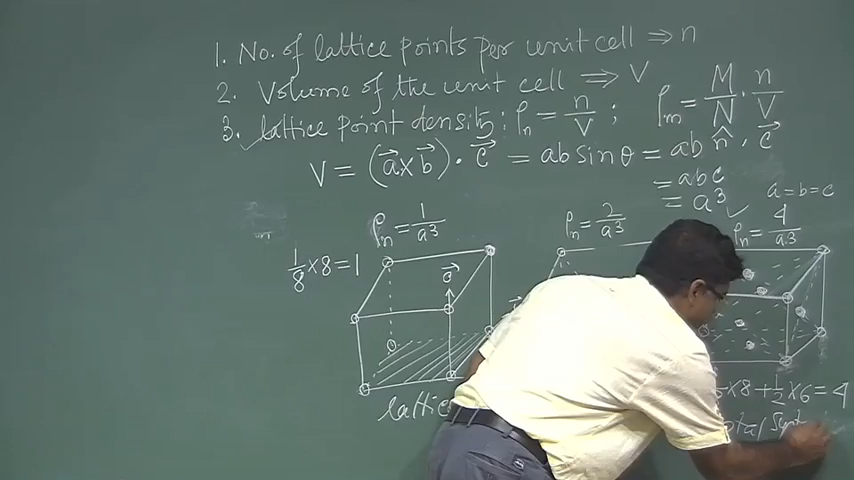 1. No. of lattice points per unit cell ⇒ n
2. Volume of the unit cell ⇒ V
3. lattice point density: ρn = n/V ; ρm = M/N · n/V
V = (a⃗ × b⃗) · c⃗ = ab sin θ = ab n̂ · c⃗
= abc
= a³ a = b = c
ρn = 1/a³ ρn = 2/a³ ρn = 4/a³
1/8 × 8 = 1
c⃗
× 8 + 1/2 × 6 = 4